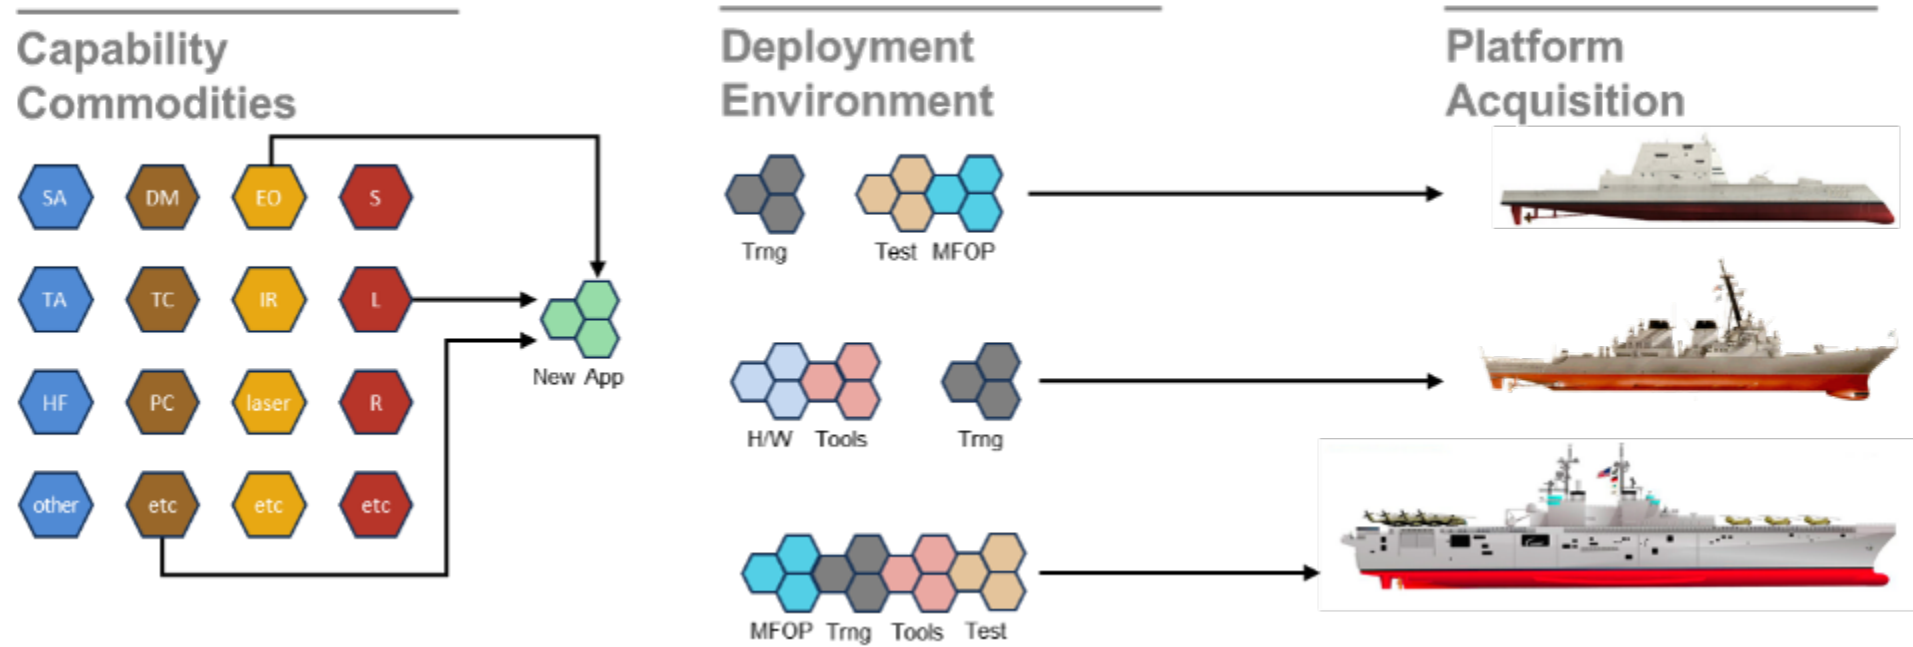 Capability
Commodities
SA
DM
EO
S
TA
TC
IR
L
HF
PC
laser
R
other
etc
etc
etc
New App
Deployment
Environment
Trng
Test MFOP
H/W Tools
Trng
MFOP Trng Tools Test
Platform
Acquisition